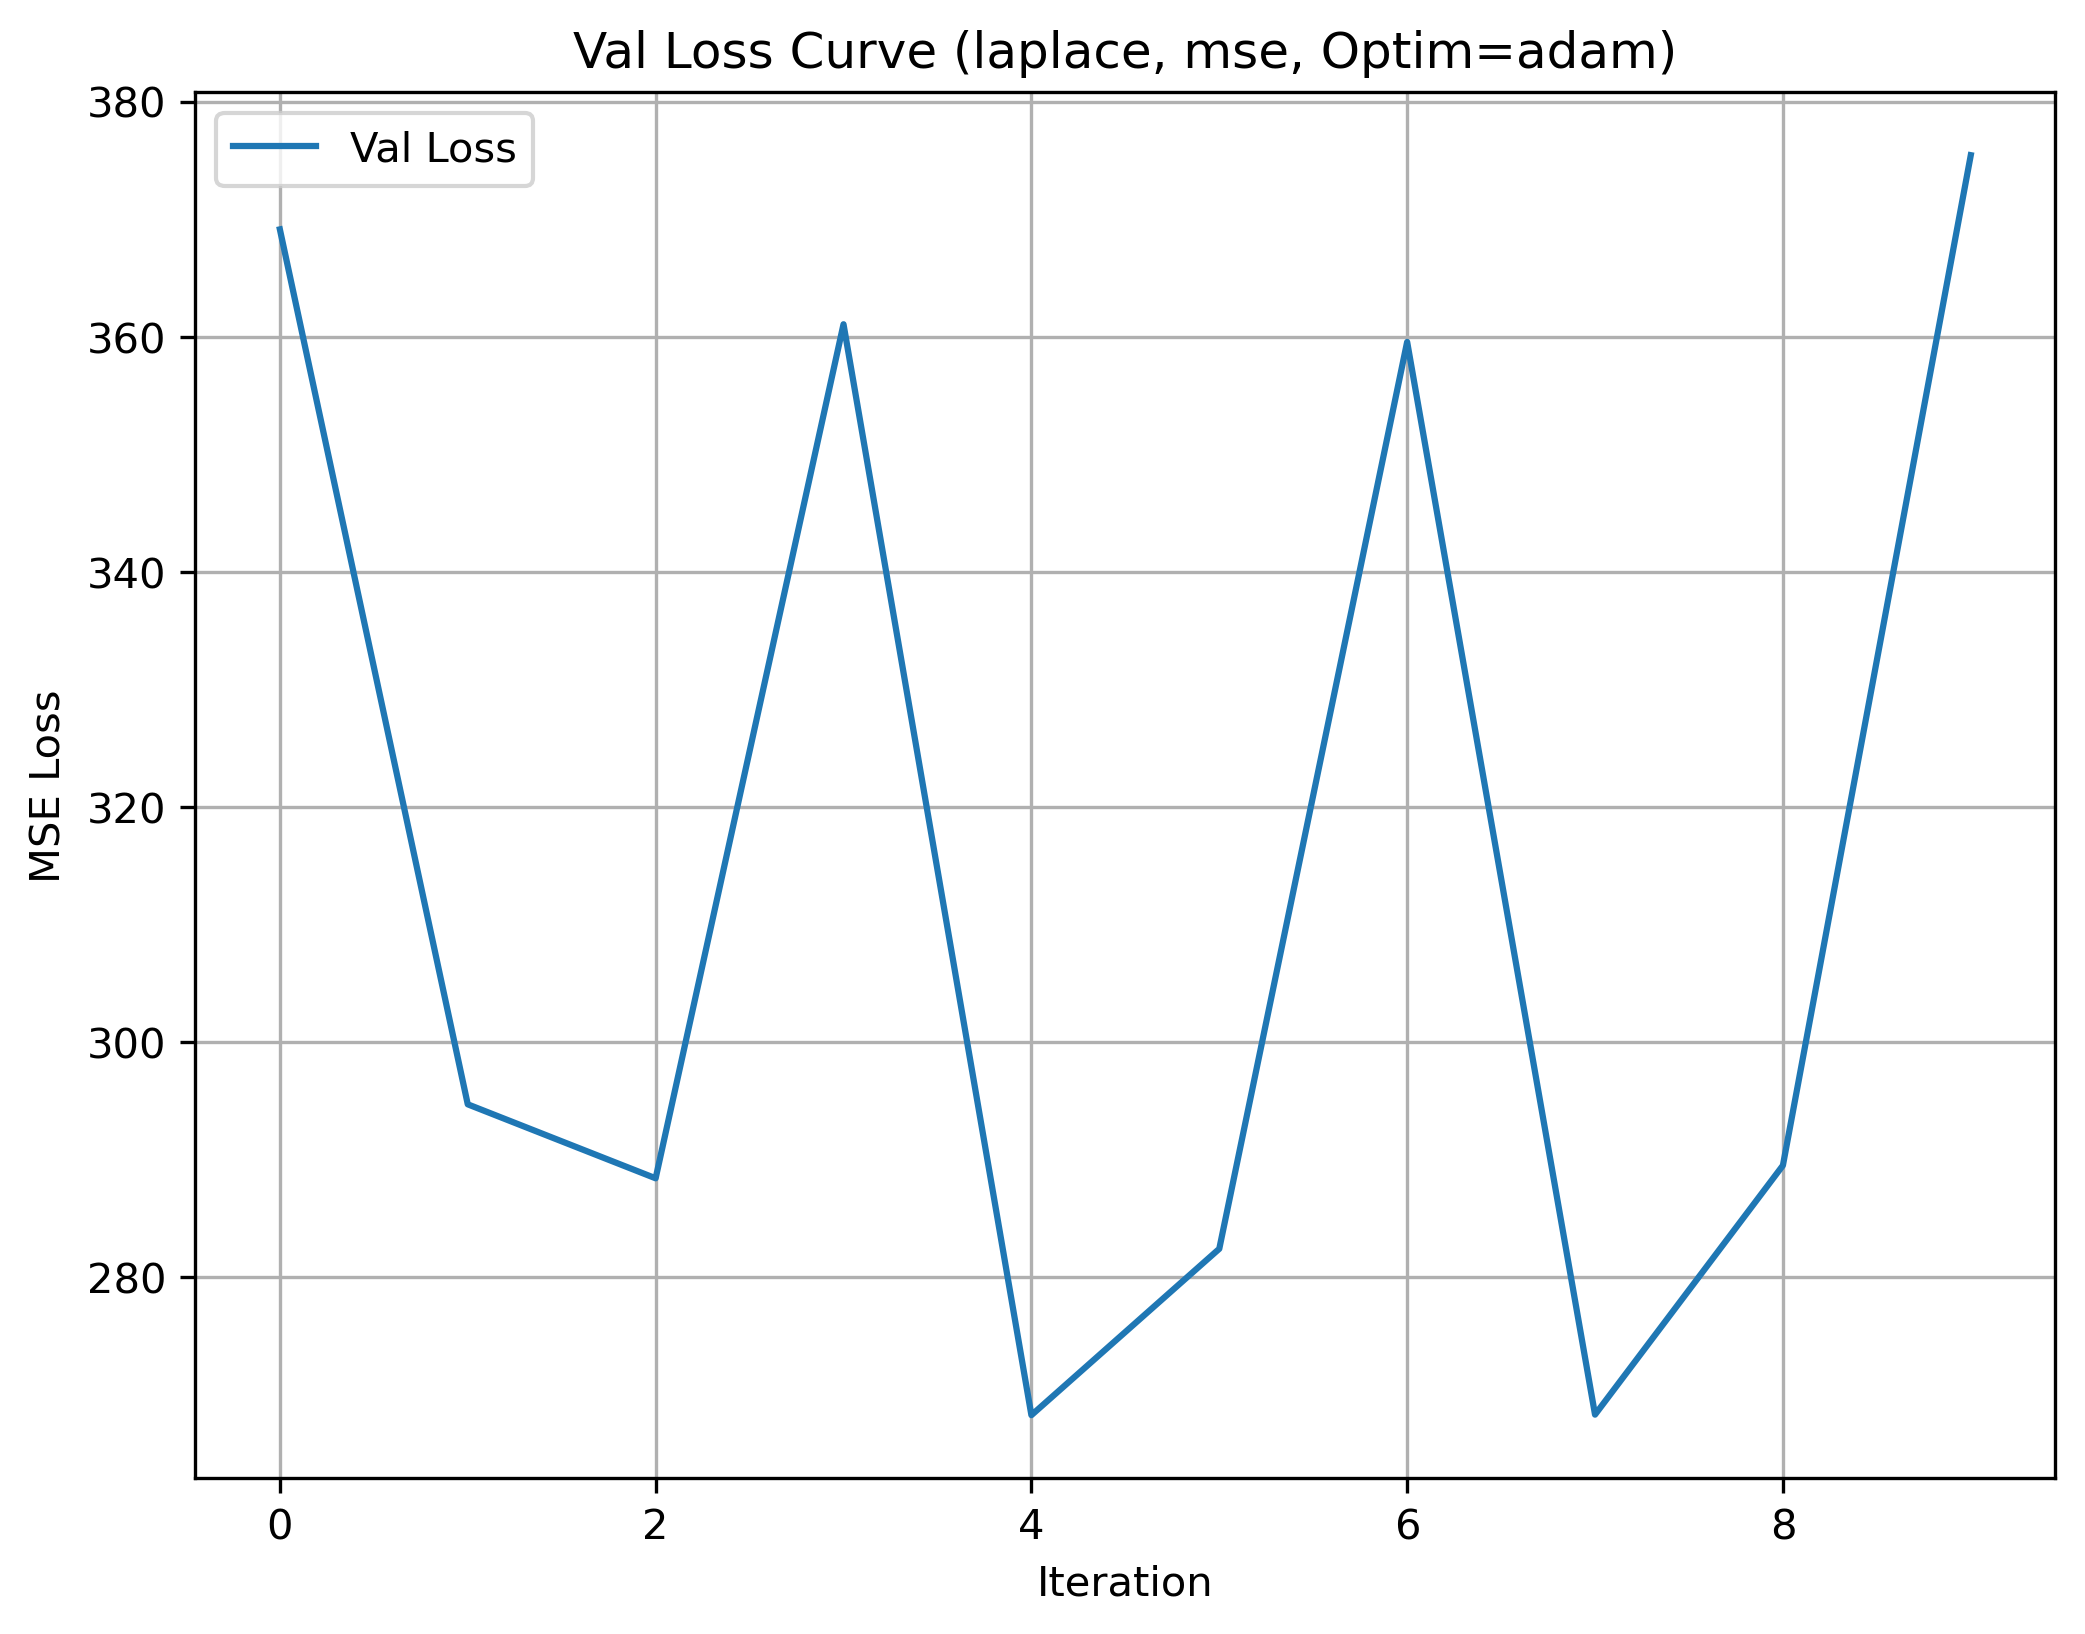 Val Loss Curve (laplace, mse, Optim=adam)
Val Loss
380
360
340
320
300
280
MSE Loss
0 2 4 6 8
Iteration